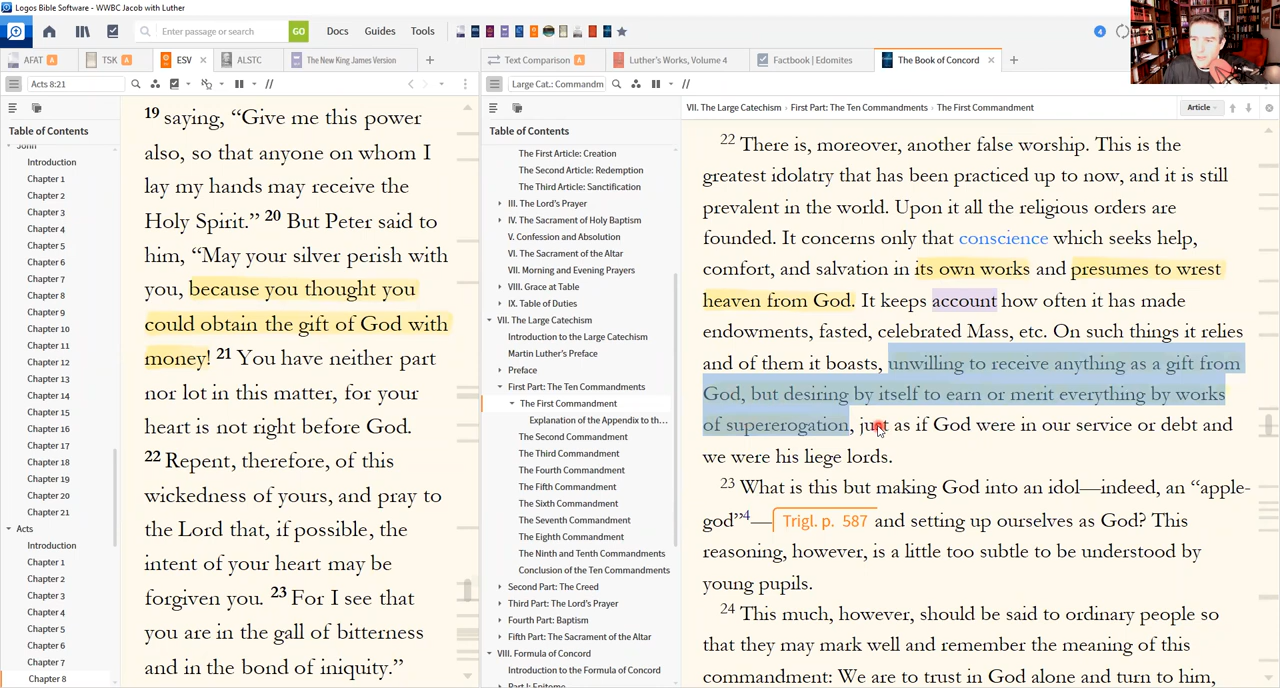 Logos Bible Software - WWBC Jacob with Luther
Enter passage or search
GO
Docs
Guides
Tools
4
AFAT A
TSK A
ESV A
ALSTC
The New King James Version
Text Comparison A
Luther's Works, Volume 4
Factbook | Edomites
The Book of Concord
Acts 8:21
Large Cat.: Commandm
Table of Contents
John
Introduction
Chapter 1
Chapter 2
Chapter 3
Chapter 4
Chapter 5
Chapter 6
Chapter 7
Chapter 8
Chapter 9
Chapter 10
Chapter 11
Chapter 12
Chapter 13
Chapter 14
Chapter 15
Chapter 16
Chapter 17
Chapter 18
Chapter 19
Chapter 20
Chapter 21
Acts
Introduction
Chapter 1
Chapter 2
Chapter 3
Chapter 4
Chapter 5
Chapter 6
Chapter 7
Chapter 8
19 saying, “Give me this power
also, so that anyone on whom I
lay my hands may receive the
Holy Spirit.” 20 But Peter said to
him, “May your silver perish with
you, because you thought you
could obtain the gift of God with
money! 21 You have neither part
nor lot in this matter, for your
heart is not right before God.
22 Repent, therefore, of this
wickedness of yours, and pray to
the Lord that, if possible, the
intent of your heart may be
forgiven you. 23 For I see that
you are in the gall of bitterness
and in the bond of iniquity.”
Table of Contents
The First Article: Creation
The Second Article: Redemption
The Third Article: Sanctification
III. The Lord's Prayer
IV. The Sacrament of Holy Baptism
V. Confession and Absolution
VI. The Sacrament of the Altar
VII. Morning and Evening Prayers
VIII. Grace at Table
IX. Table of Duties
VII. The Large Catechism
Introduction to the Large Catechism
Martin Luther's Preface
Preface
First Part: The Ten Commandments
The First Commandment
Explanation of the Appendix to th...
The Second Commandment
The Third Commandment
The Fourth Commandment
The Fifth Commandment
The Sixth Commandment
The Seventh Commandment
The Eighth Commandment
The Ninth and Tenth Commandments
Conclusion of the Ten Commandments
Second Part: The Creed
Third Part: The Lord's Prayer
Fourth Part: Baptism
Fifth Part: The Sacrament of the Altar
VIII. Formula of Concord
Introduction to the Formula of Concord
Part I: Epitome
VII. The Large Catechism › First Part: The Ten Commandments › The First Commandment
Article
22 There is, moreover, another false worship. This is the
greatest idolatry that has been practiced up to now, and it is still
prevalent in the world. Upon it all the religious orders are
founded. It concerns only that conscience which seeks help,
comfort, and salvation in its own works and presumes to wrest
heaven from God. It keeps account how often it has made
endowments, fasted, celebrated Mass, etc. On such things it relies
and of them it boasts, unwilling to receive anything as a gift from
God, but desiring by itself to earn or merit everything by works
of supererogation, just as if God were in our service or debt and
we were his liege lords.
23 What is this but making God into an idol—indeed, an “apple-
god”4—Trigl. p. 587 and setting up ourselves as God? This
reasoning, however, is a little too subtle to be understood by
young pupils.
24 This much, however, should be said to ordinary people so
that they may mark well and remember the meaning of this
commandment: We are to trust in God alone and turn to him,